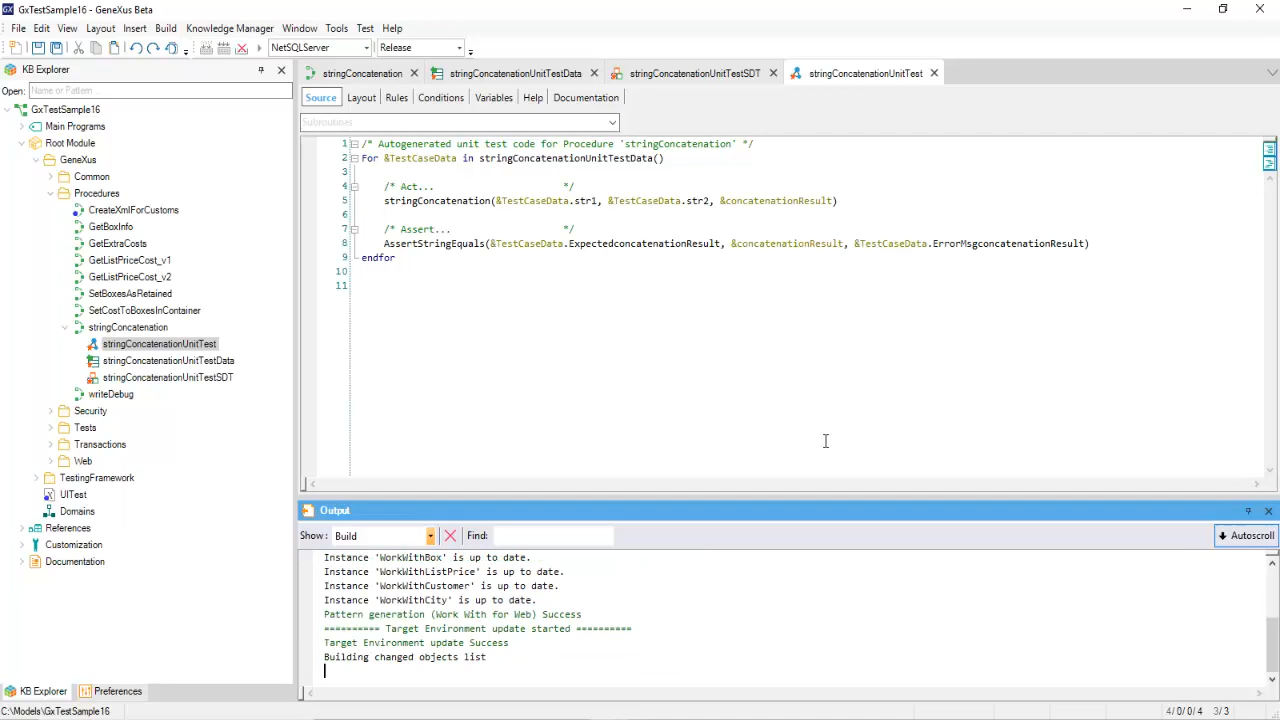 GxTestSample16 - GeneXus Beta
File Edit View Layout Insert Build Knowledge Manager Window Tools Test Help
NetSQLServer Release
KB Explorer
Open: Name or Pattern...
GxTestSample16
Main Programs
Root Module
GeneXus
Common
Procedures
CreateXmlForCustoms
GetBoxInfo
GetExtraCosts
GetListPriceCost_v1
GetListPriceCost_v2
SetBoxesAsRetained
SetCostToBoxesInContainer
stringConcatenation
stringConcatenationUnitTest
stringConcatenationUnitTestData
stringConcatenationUnitTestSDT
writeDebug
Security
Tests
Transactions
Web
TestingFramework
UITest
Domains
References
Customization
Documentation
KB Explorer Preferences
stringConcatenation stringConcatenationUnitTestData stringConcatenationUnitTestSDT stringConcatenationUnitTest
Source Layout Rules Conditions Variables Help Documentation
Subroutines
1 /* Autogenerated unit test code for Procedure 'stringConcatenation' */
2 For &TestCaseData in stringConcatenationUnitTestData()
3
4 /* Act... */
5 stringConcatenation(&TestCaseData.str1, &TestCaseData.str2, &concatenationResult)
6
7 /* Assert... */
8 AssertStringEquals(&TestCaseData.ExpectedconcatenationResult, &concatenationResult, &TestCaseData.ErrorMsgconcatenationResult)
9 endfor
10
11
Output
Show: Build Find: Autoscroll
Instance 'WorkWithBox' is up to date.
Instance 'WorkWithListPrice' is up to date.
Instance 'WorkWithCustomer' is up to date.
Instance 'WorkWithCity' is up to date.
Pattern generation (Work With for Web) Success
========== Target Environment update started ==========
Target Environment update Success
Building changed objects list
C:\Models\GxTestSample16 4/0/0/4 3/3